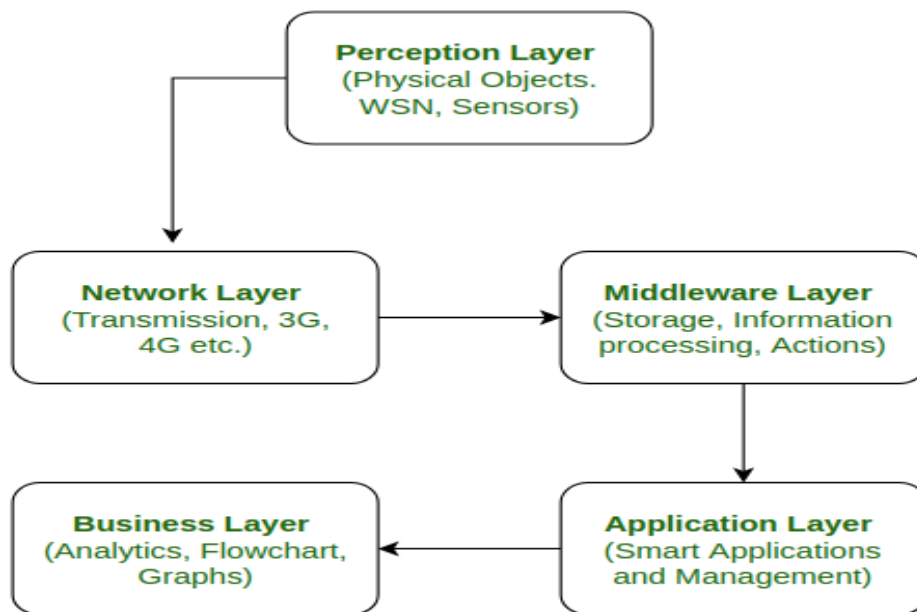 Perception Layer
(Physical Objects.
WSN, Sensors)
Network Layer
(Transmission, 3G,
4G etc.)
Middleware Layer
(Storage, Information
processing, Actions)
Business Layer
(Analytics, Flowchart,
Graphs)
Application Layer
(Smart Applications
and Management)